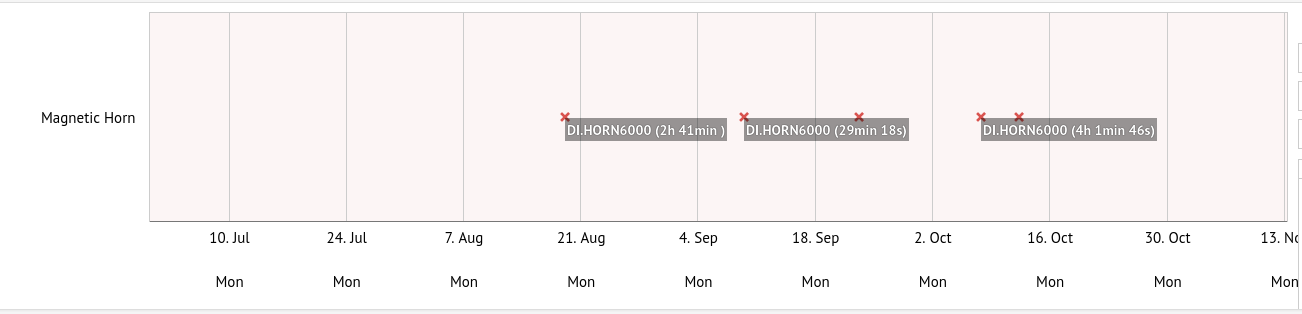 Magnetic Horn
DI.HORN6000 (2h 41min )
DI.HORN6000 (29min 18s)
DI.HORN6000 (4h 1min 46s)
10. Jul
24. Jul
7. Aug
21. Aug
4. Sep
18. Sep
2. Oct
16. Oct
30. Oct
13. No
Mon
Mon
Mon
Mon
Mon
Mon
Mon
Mon
Mon
Mon